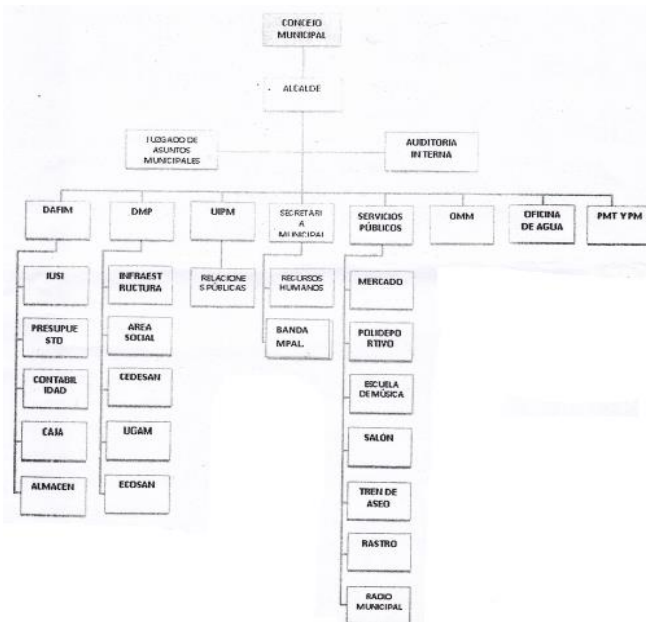 CONCEJO
MUNICIPAL
ALCALDE
JUZGADO DE
ASUNTOS
MUNICIPALES
AUDITORIA
INTERNA
DAFIM
DMP
UIPM
SECRETARI
A
MUNICIPAL
SERVICIOS
PÚBLICOS
OMM
OFICINA
DE AGUA
PMT Y PM
IUSI
PRESUPUE
STO
CONTABIL
IDAD
CAJA
ALMACEN
INFRAEST
RUCTURA
AREA
SOCIAL
CEDESAN
UGAM
ECOSAN
RELACIONE
S PÚBLICAS
RECURSOS
HUMANOS
BANDA
MPAL.
MERCADO
POLIDEPO
RTIVO
ESCUELA
DE MÚSICA
SALÓN
TREN DE
ASEO
RASTRO
RADIO
MUNICIPAL